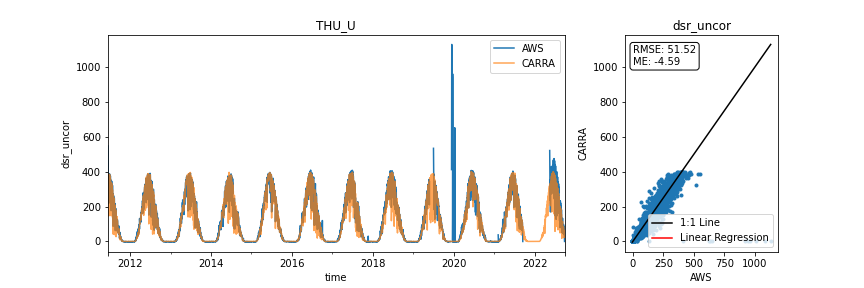 THU_U
dsr_uncor
1000
800
600
400
200
0
2012
2014
2016
2018
2020
2022
time
AWS
CARRA
dsr_uncor
CARRA
1000
800
600
400
200
0
0
250
500
750
1000
AWS
RMSE: 51.52
ME: -4.59
1:1 Line
Linear Regression